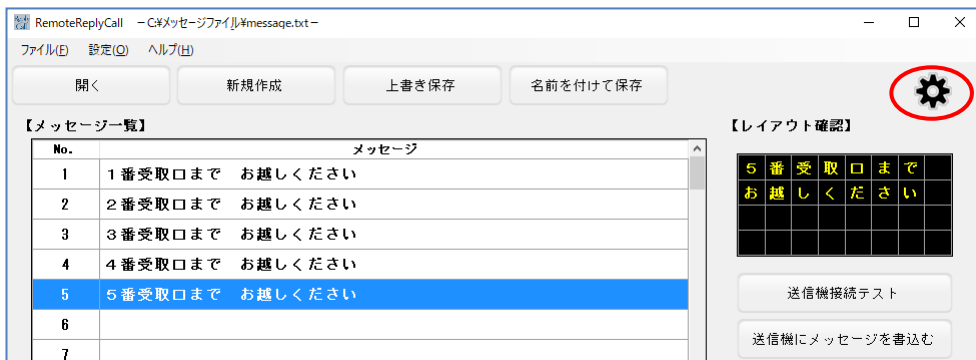 RemoteReplyCall －C:¥メッセージファイル¥message.txt－
ファイル(F) 設定(O) ヘルプ(H)
開く 新規作成 上書き保存 名前を付けて保存
【メッセージ一覧】
No. メッセージ
1 １番受取口まで　お越しください
2 ２番受取口まで　お越しください
3 ３番受取口まで　お越しください
4 ４番受取口まで　お越しください
5 ５番受取口まで　お越しください
6
7
【レイアウト確認】
５番受取口まで
お越しください
送信機接続テスト
送信機にメッセージを書込む